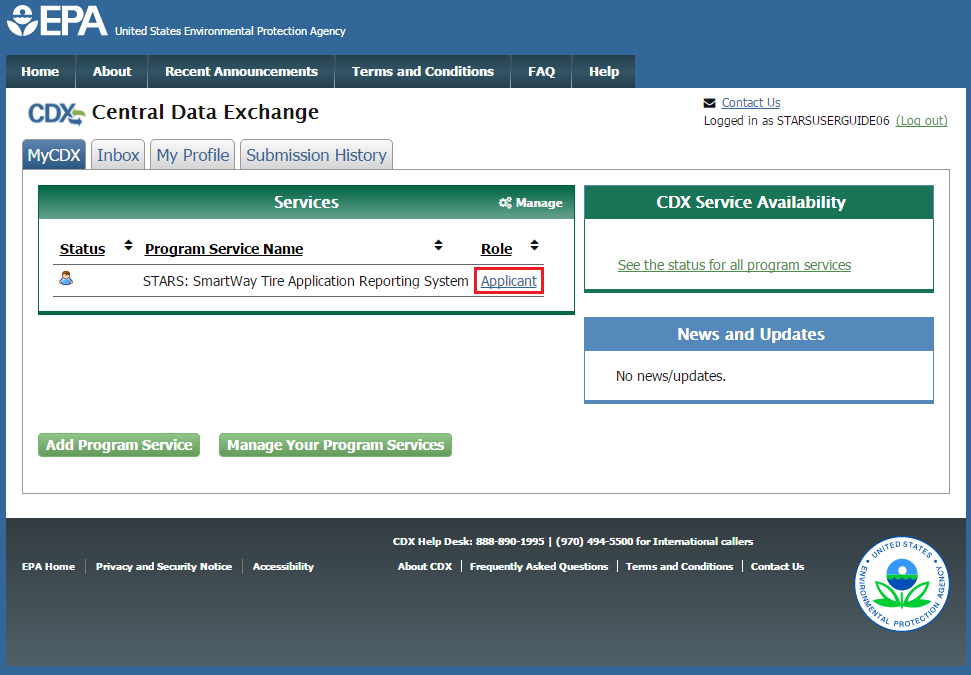 EPA United States Environmental Protection Agency
Home About Recent Announcements Terms and Conditions FAQ Help
CDX Central Data Exchange
Contact Us
Logged in as STARSUSERGUIDE06 (Log out)
MyCDX Inbox My Profile Submission History
Services Manage
Status Program Service Name Role
STARS: SmartWay Tire Application Reporting System Applicant
CDX Service Availability
See the status for all program services
News and Updates
No news/updates.
Add Program Service Manage Your Program Services
CDX Help Desk: 888-890-1995 | (970) 494-5500 for International callers
EPA Home Privacy and Security Notice Accessibility About CDX Frequently Asked Questions Terms and Conditions Contact Us
UNITED STATES
ENVIRONMENTAL PROTECTION AGENCY